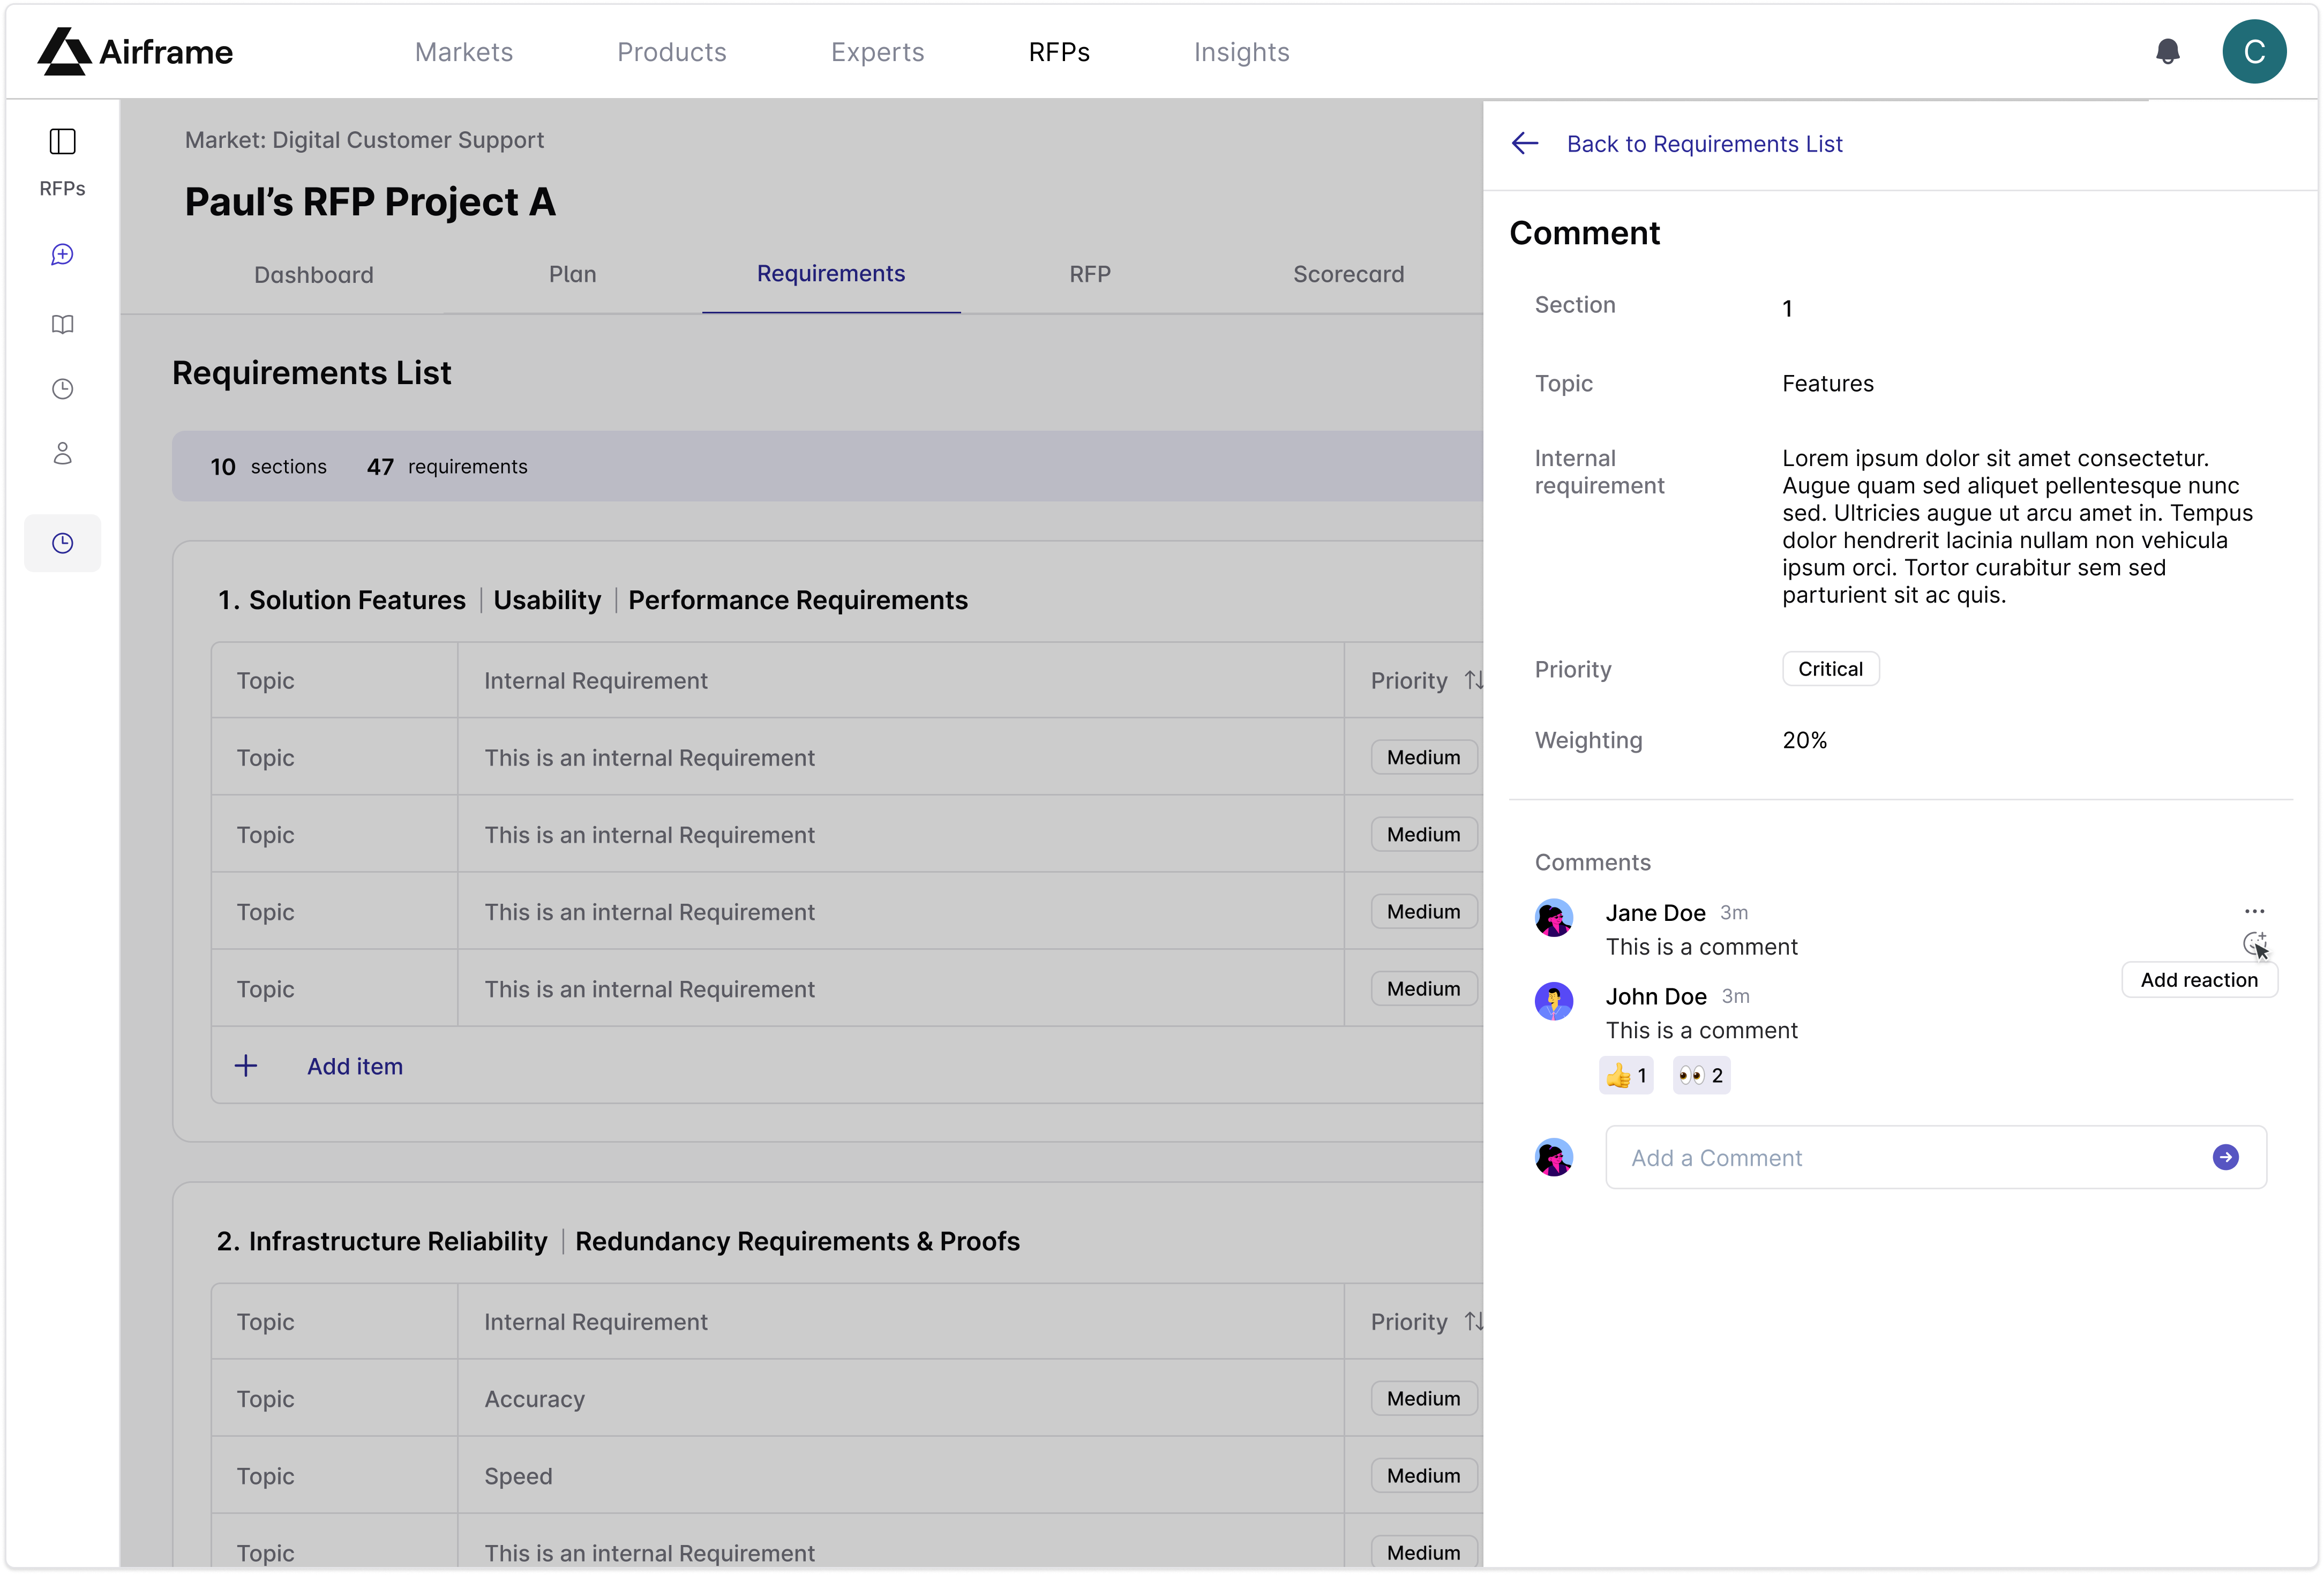 Airframe
Markets Products Experts RFPs Insights
C
RFPs
Market: Digital Customer Support
Paul’s RFP Project A
Dashboard Plan Requirements RFP Scorecard
Requirements List
10 sections 47 requirements
1. Solution Features | Usability | Performance Requirements
Topic Internal Requirement Priority
Topic This is an internal Requirement Medium
Topic This is an internal Requirement Medium
Topic This is an internal Requirement Medium
Topic This is an internal Requirement Medium
Add item
2. Infrastructure Reliability | Redundancy Requirements & Proofs
Topic Internal Requirement Priority
Topic Accuracy Medium
Topic Speed Medium
Topic This is an internal Requirement Medium
Back to Requirements List
Comment
Section 1
Topic Features
Internal
requirement
Lorem ipsum dolor sit amet consectetur.
Augue quam sed aliquet pellentesque nunc
sed. Ultricies augue ut arcu amet in. Tempus
dolor hendrerit lacinia nullam non vehicula
ipsum orci. Tortor curabitur sem sed
parturient sit ac quis.
Priority Critical
Weighting 20%
Comments
Jane Doe 3m
This is a comment
Add reaction
John Doe 3m
This is a comment
👍 1 👀 2
Add a Comment